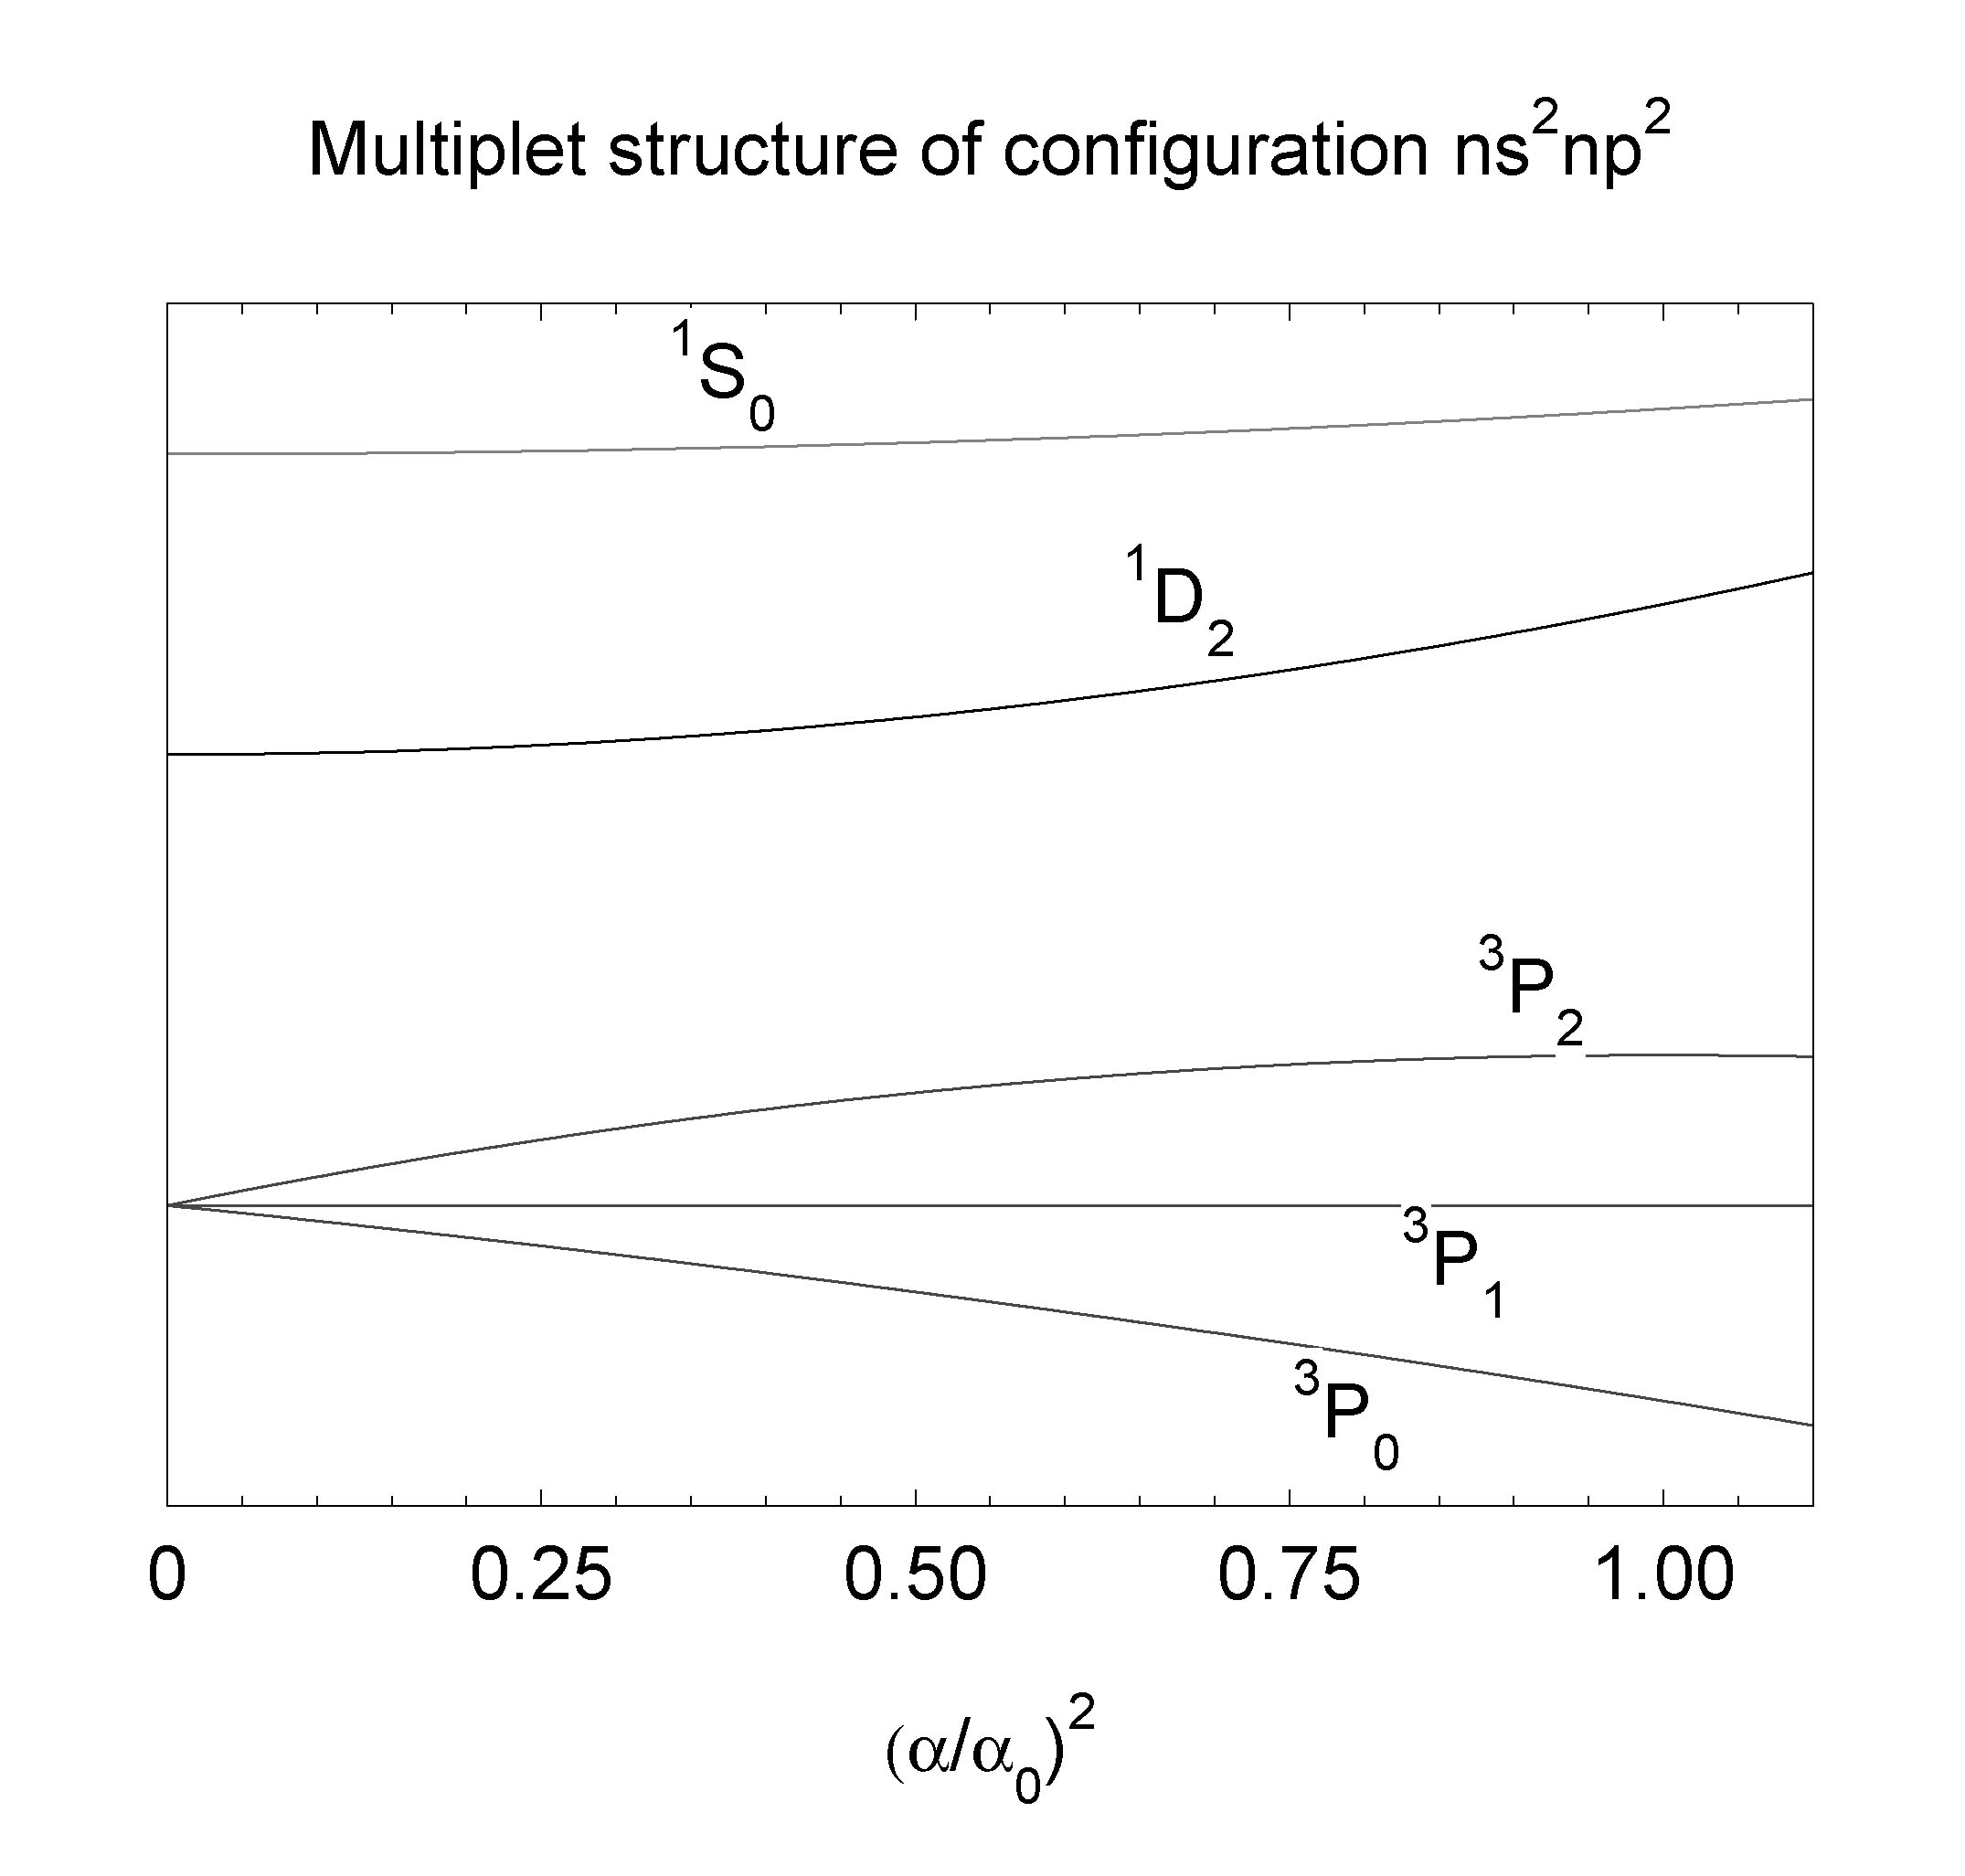 Multiplet structure of configuration ns²np²
¹S₀
¹D₂
³P₂
³P₁
³P₀
0 0.25 0.50 0.75 1.00
(α/α₀)²